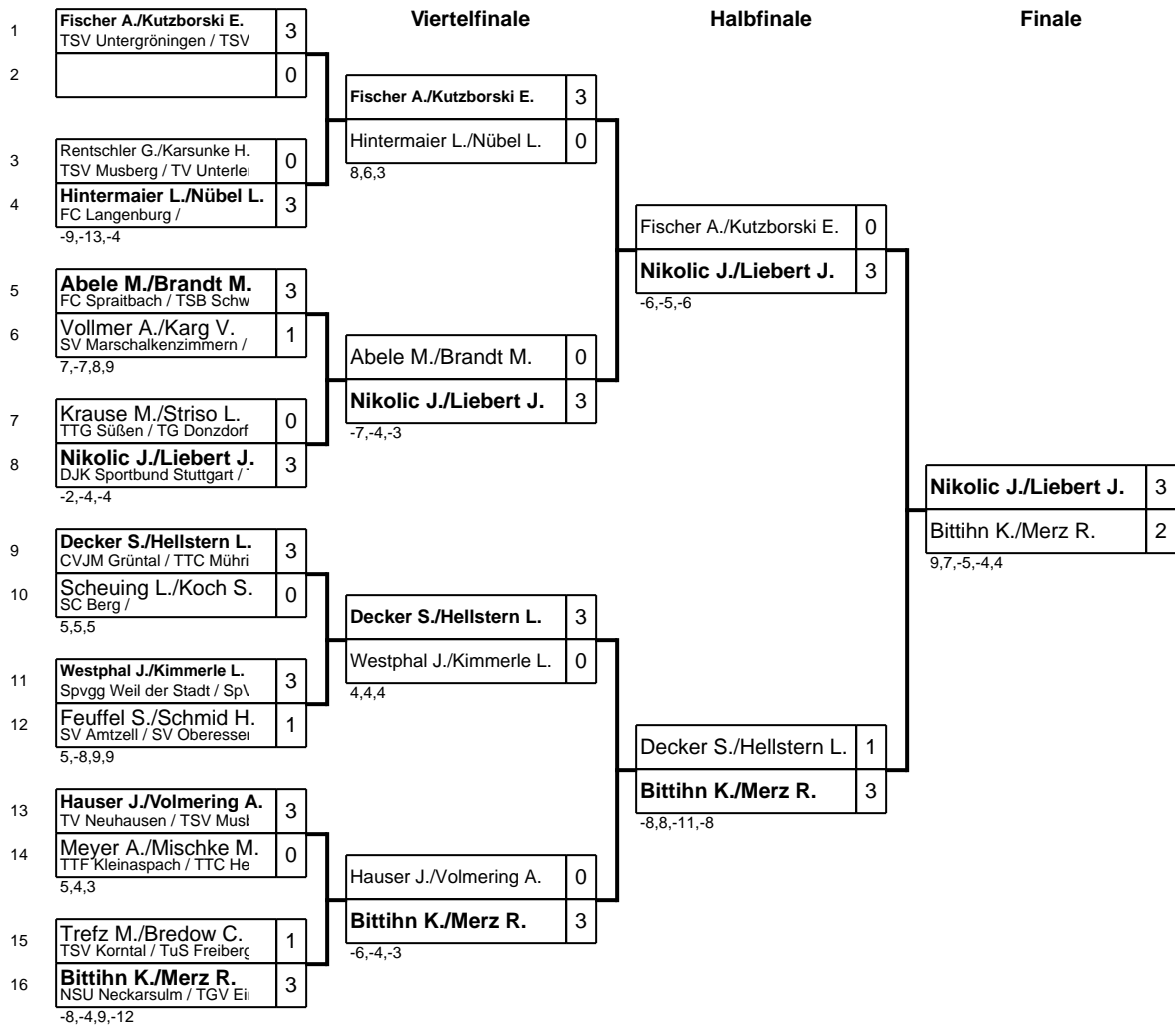 Viertelfinale
Halbfinale
Finale
1
Fischer A./Kutzborski E.
3
TSV Untergröningen / TSV
2
0
3
Rentschler G./Karsunke H.
0
TSV Musberg / TV Unterle
4
Hintermaier L./Nübel L.
3
FC Langenburg /
-9,-13,-4
5
Abele M./Brandt M.
3
FC Spraitbach / TSB Schw
6
Vollmer A./Karg V.
1
SV Marschalkenzimmern /
7,-7,8,9
7
Krause M./Striso L.
0
TTG Süßen / TG Donzdorf
8
Nikolic J./Liebert J.
3
DJK Sportbund Stuttgart /
-2,-4,-4
9
Decker S./Hellstern L.
3
CVJM Grüntal / TTC Mühri
10
Scheuing L./Koch S.
0
SC Berg /
5,5,5
11
Westphal J./Kimmerle L.
3
Spvgg Weil der Stadt /
12
Feuffel S./Schmid H.
1
SV Amtzell / SV Oberesse
5,-8,9,9
13
Hauser J./Volmering A.
3
TV Neuhausen / TSV
14
Meyer A./Mischke M.
0
TTF Kleinaspach / TTC He
5,4,3
15
Trefz M./Bredow C.
1
TSV Korntal / TuS Freiberg
16
Bittihn K./Merz R.
3
NSU Neckarsulm / TGV
-8,-4,9,-12
Fischer A./Kutzborski E.
3
Hintermaier L./Nübel L.
0
8,6,3
Abele M./Brandt M.
0
Nikolic J./Liebert J.
3
-7,-4,-3
Decker S./Hellstern L.
3
Westphal J./Kimmerle L.
0
4,4,4
Hauser J./Volmering A.
0
Bittihn K./Merz R.
3
-6,-4,-3
Fischer A./Kutzborski E.
0
Nikolic J./Liebert J.
3
-6,-5,-6
Decker S./Hellstern L.
1
Bittihn K./Merz R.
3
-8,8,-11,-8
Nikolic J./Liebert J.
3
Bittihn K./Merz R.
2
9,7,-5,-4,4